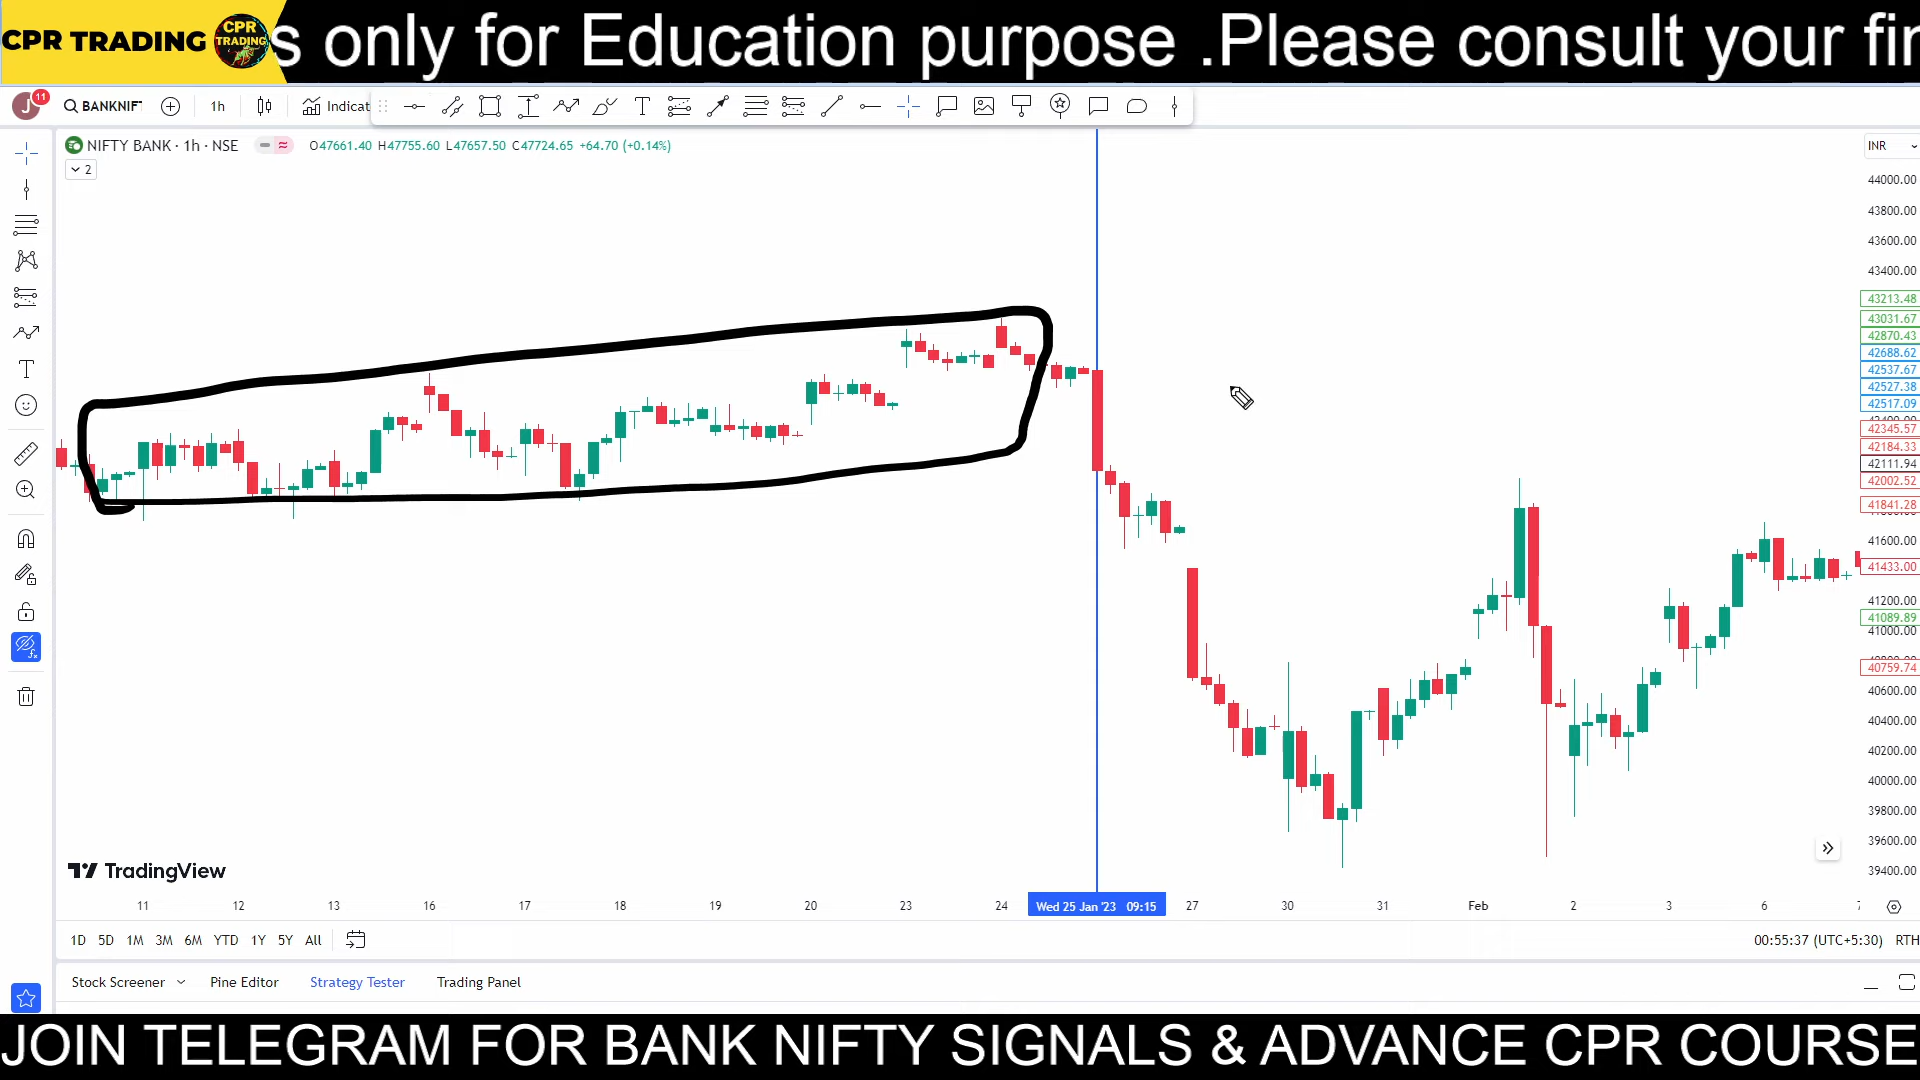 CPR TRADING
CPR
TRADING
s only for Education purpose .Please consult your fir
J
11
BANKNIF
1h
Indicat
NIFTY BANK · 1h · NSE
O47661.40 H47755.60 L47657.50 C47724.65 +64.70 (+0.14%)
2
INR
44000.00
43800.00
43600.00
43400.00
43213.48
43031.67
42870.43
42688.62
42537.67
42527.38
42517.09
42345.57
42184.33
42111.94
42002.52
41841.28
41600.00
41433.00
41200.00
41089.89
41000.00
40759.74
40600.00
40400.00
40200.00
40000.00
39800.00
39600.00
39400.00
TradingView
11 12 13 16 17 18 19 20 23 24 Wed 25 Jan '23 09:15 27 30 31 Feb 2 3 6
1D 5D 1M 3M 6M YTD 1Y 5Y All
00:55:37 (UTC+5:30) RTH
Stock Screener Pine Editor Strategy Tester Trading Panel
JOIN TELEGRAM FOR BANK NIFTY SIGNALS & ADVANCE CPR COURSE